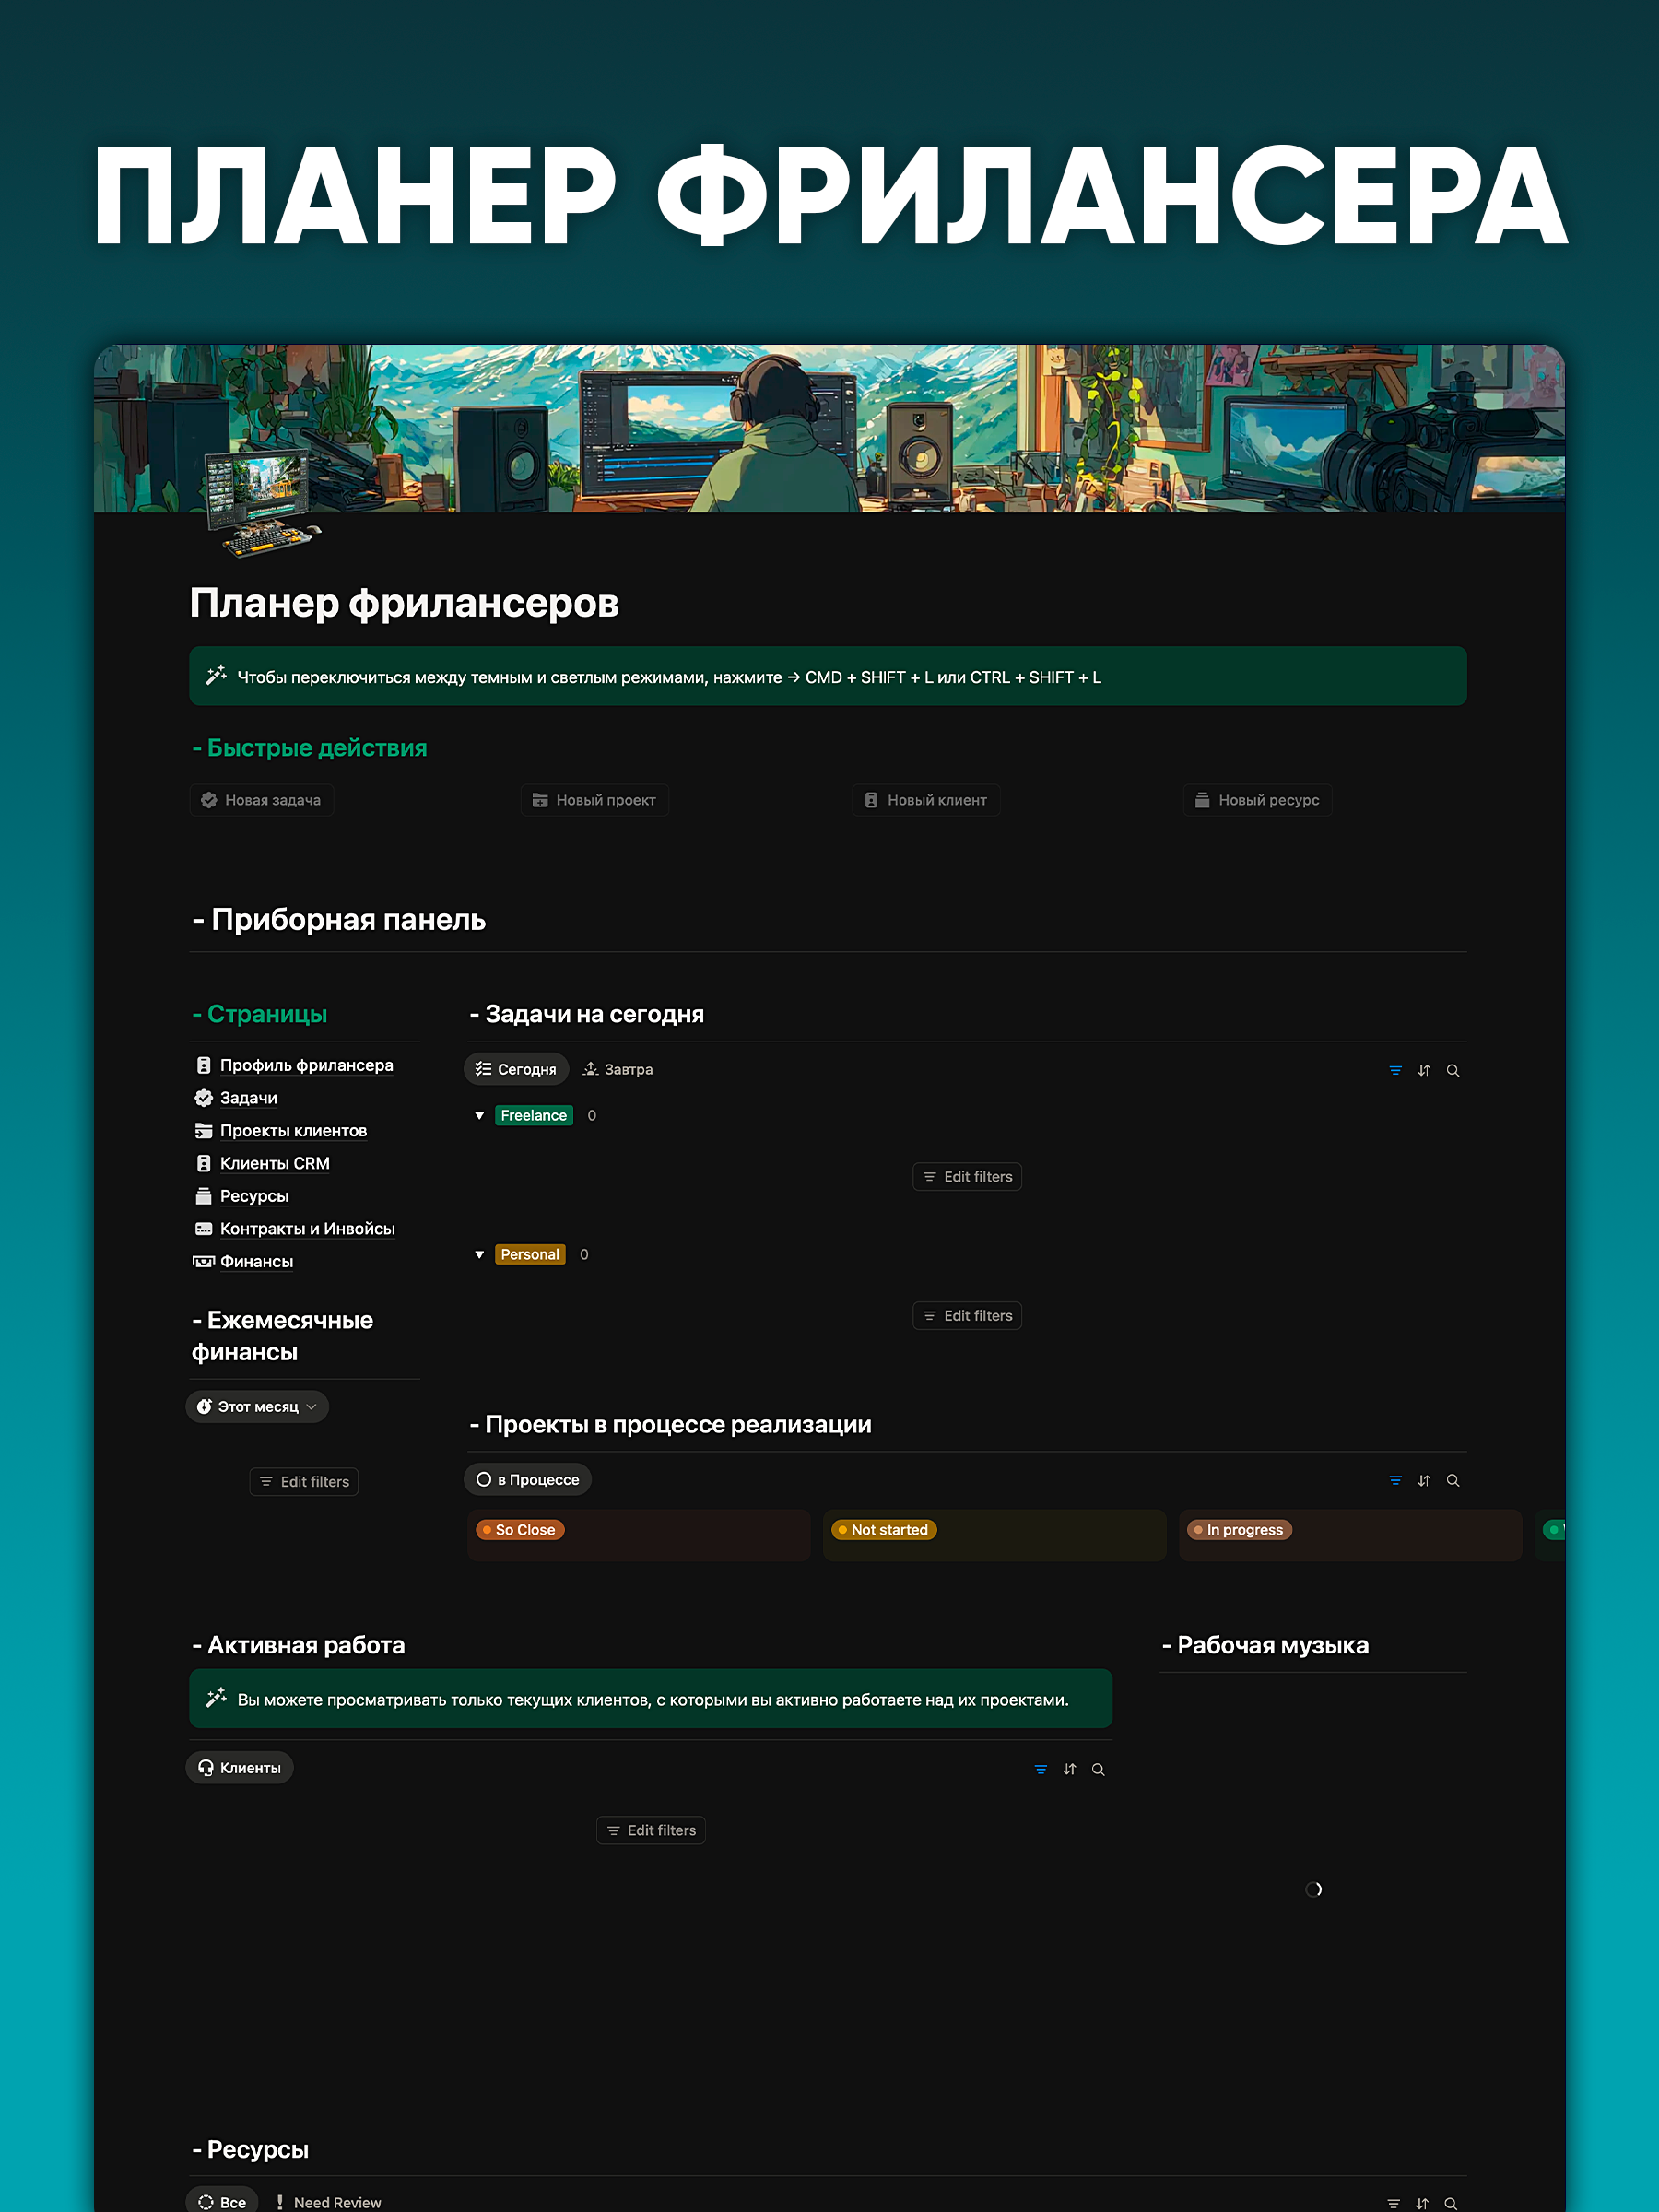 ПЛАНЕР ФРИЛАНСЕРА
Планер фрилансеров
Чтобы переключиться между темным и светлым режимами, нажмите → CMD + SHIFT + L или CTRL + SHIFT + L
- Быстрые действия
Новая задача
Новый проект
Новый клиент
Новый ресурс
- Приборная панель
- Страницы
Профиль фрилансера
Задачи
Проекты клиентов
Клиенты CRM
Ресурсы
Контракты и Инвойсы
Финансы
- Ежемесячные
финансы
Этот месяц
Edit filters
- Задачи на сегодня
Сегодня
Завтра
Freelance 0
Edit filters
Personal 0
Edit filters
- Проекты в процессе реализации
в Процессе
So Close
Not started
In progress
- Активная работа
Вы можете просматривать только текущих клиентов, с которыми вы активно работаете над их проектами.
Клиенты
Edit filters
- Рабочая музыка
- Ресурсы
Все
Need Review